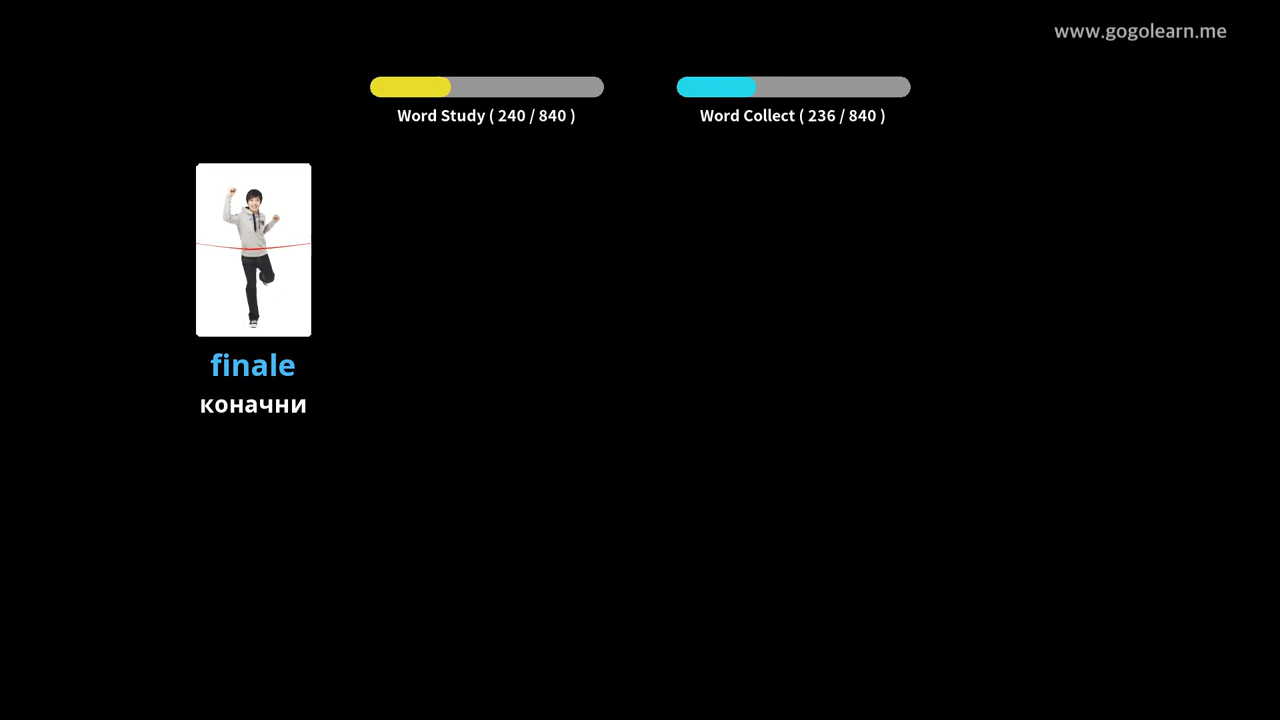 www.gogolearn.me
Word Study ( 240 / 840 )
Word Collect ( 236 / 840 )
finale
коначни